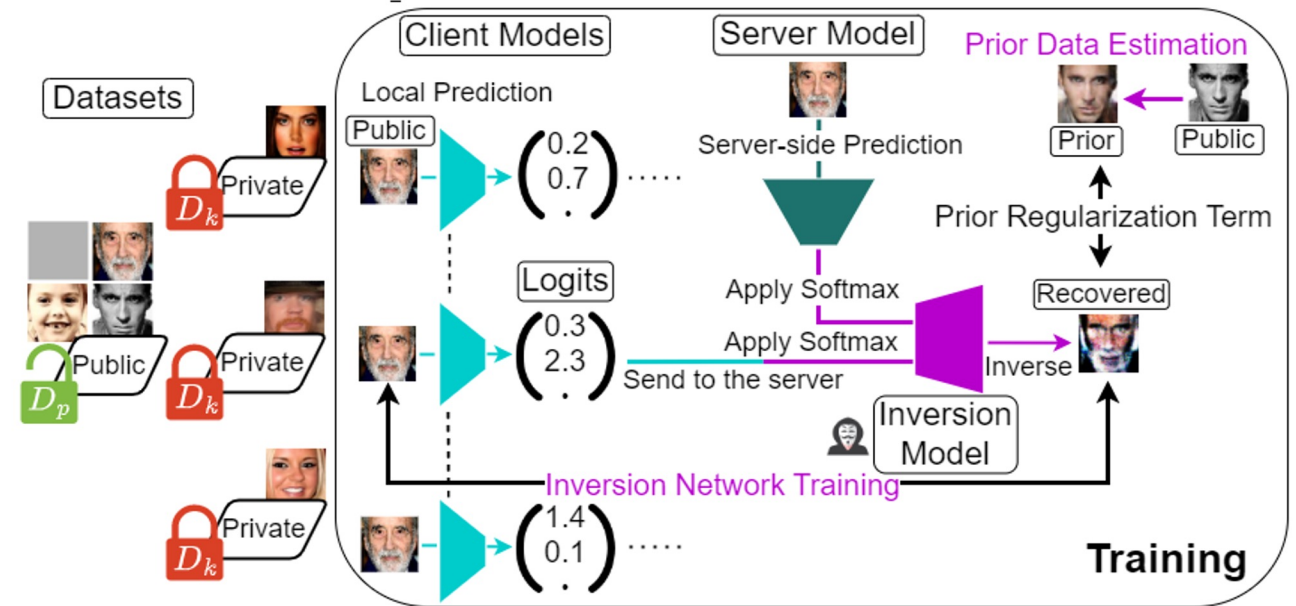 Client Models
Server Model
Prior Data Estimation
Datasets
Local Prediction
Public
Prior
Public
Server-side Prediction
0.2
0.7
.
.....
Private
D_k
Prior Regularization Term
Logits
Apply Softmax
Recovered
0.3
2.3
.
Apply Softmax
Send to the server
Inverse
Public
D_p
Private
D_k
Inversion
Model
Inversion Network Training
Private
D_k
1.4
0.1
.
.....
Training